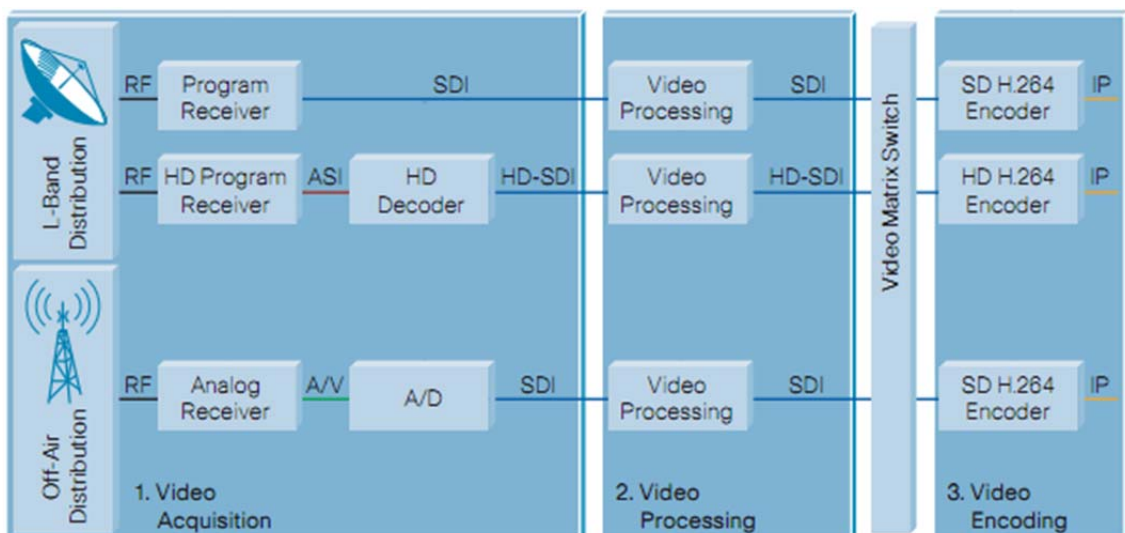 L-Band
Distribution
RF
Program
Receiver
SDI
Video
Processing
SDI
SD H.264
Encoder
IP
RF
HD Program
Receiver
ASI
HD
Decoder
HD-SDI
Video
Processing
HD-SDI
HD H.264
Encoder
IP
Video Matrix Switch
Off-Air
Distribution
RF
Analog
Receiver
A/V
A/D
SDI
Video
Processing
SDI
SD H.264
Encoder
IP
1. Video
Acquisition
2. Video
Processing
3. Video
Encoding